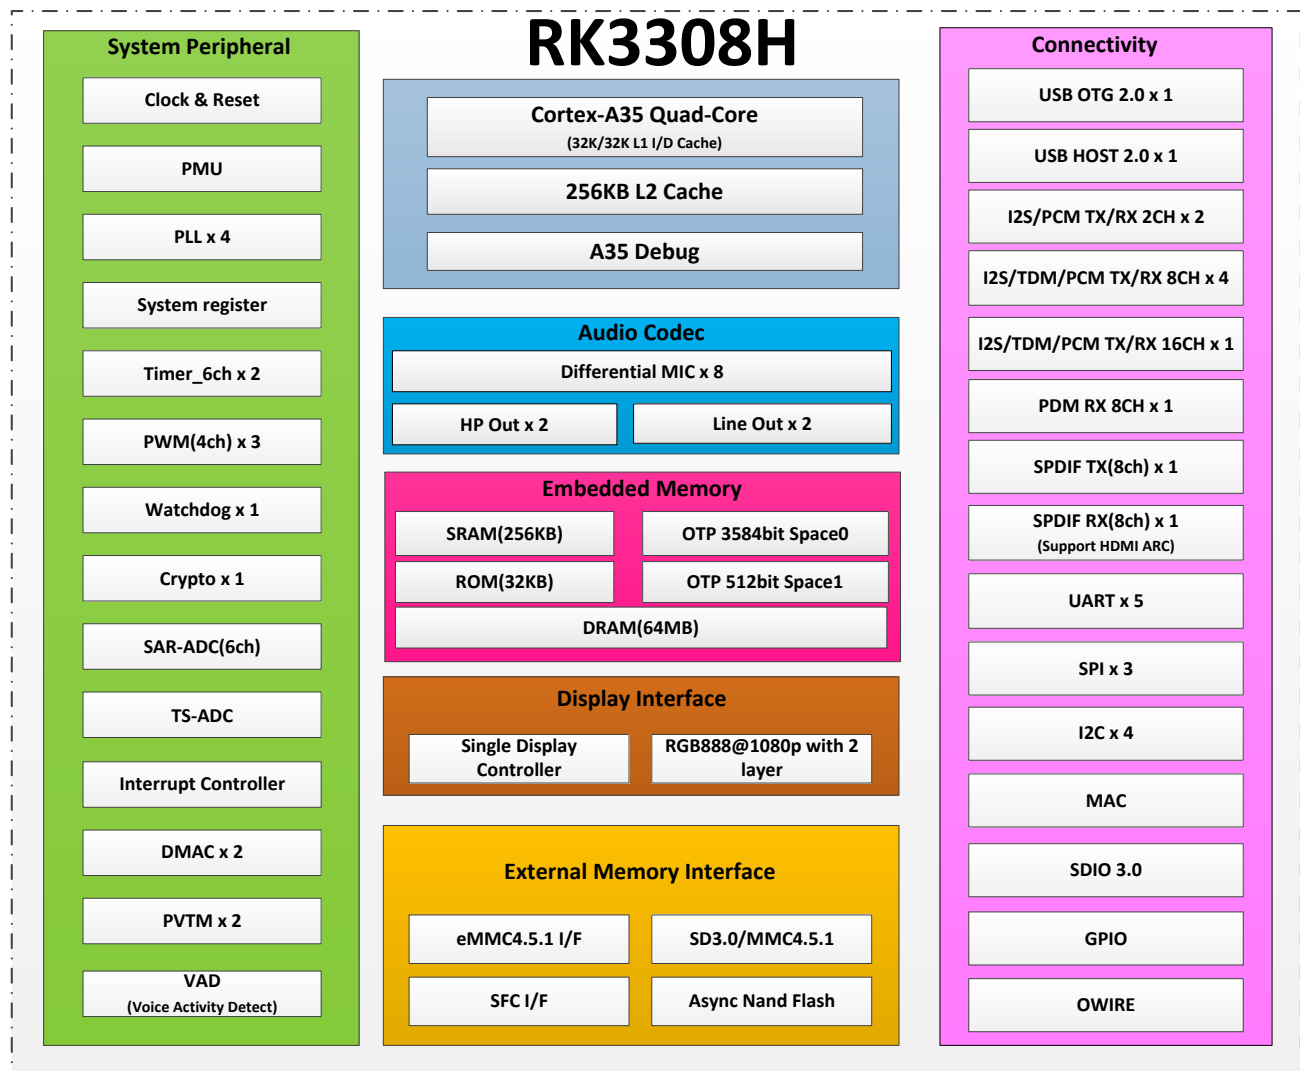 RK3308H
System Peripheral
Clock & Reset
PMU
PLL x 4
System register
Timer_6ch x 2
PWM(4ch) x 3
Watchdog x 1
Crypto x 1
SAR-ADC(6ch)
TS-ADC
Interrupt Controller
DMAC x 2
PVTM x 2
VAD
(Voice Activity Detect)
Cortex-A35 Quad-Core
(32K/32K L1 I/D Cache)
256KB L2 Cache
A35 Debug
Audio Codec
Differential MIC x 8
HP Out x 2
Line Out x 2
Embedded Memory
SRAM(256KB)
OTP 3584bit Space0
ROM(32KB)
OTP 512bit Space1
DRAM(64MB)
Display Interface
Single Display
Controller
RGB888@1080p with 2
layer
External Memory Interface
eMMC4.5.1 I/F
SD3.0/MMC4.5.1
SFC I/F
Async Nand Flash
Connectivity
USB OTG 2.0 x 1
USB HOST 2.0 x 1
I2S/PCM TX/RX 2CH x 2
I2S/TDM/PCM TX/RX 8CH x 4
I2S/TDM/PCM TX/RX 16CH x 1
PDM RX 8CH x 1
SPDIF TX(8ch) x 1
SPDIF RX(8ch) x 1
(Support HDMI ARC)
UART x 5
SPI x 3
I2C x 4
MAC
SDIO 3.0
GPIO
OWIRE